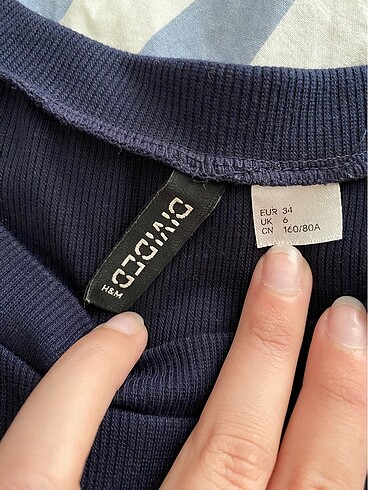 DIVIDED
H&M
EUR 34
UK 6
CN 160/80A